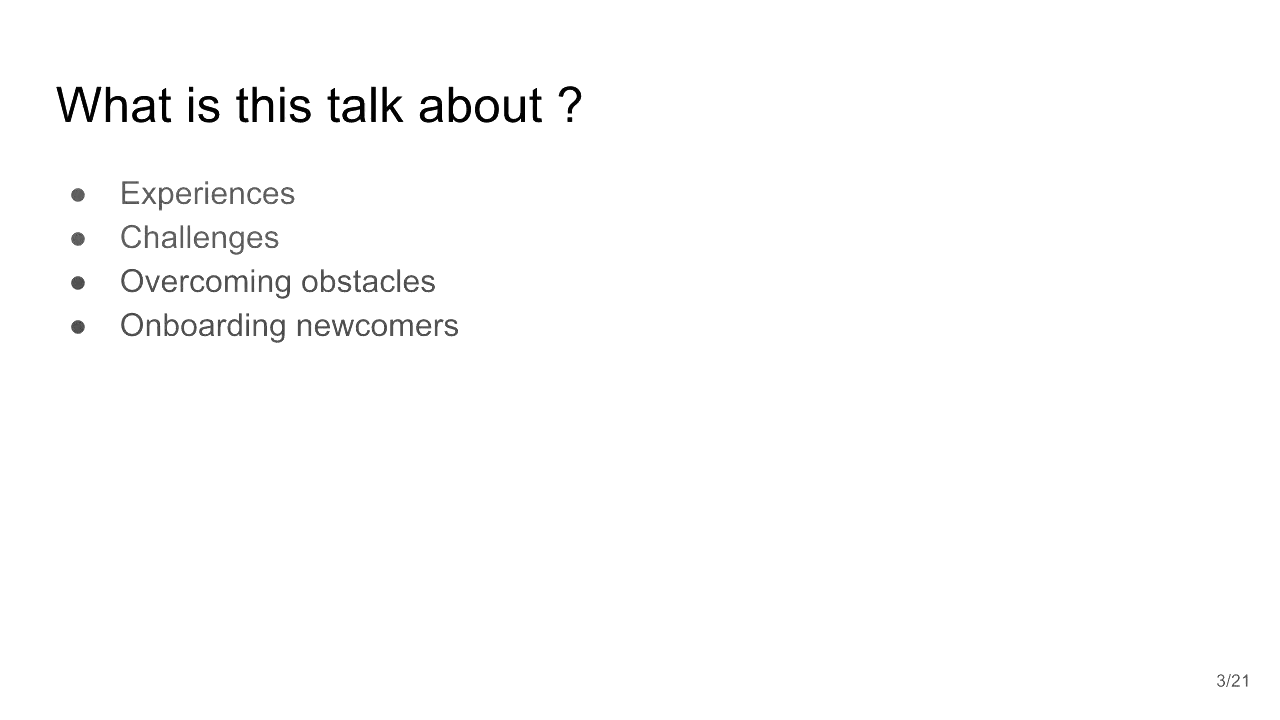 What is this talk about ?
● Experiences
● Challenges
● Overcoming obstacles
● Onboarding newcomers
3/21